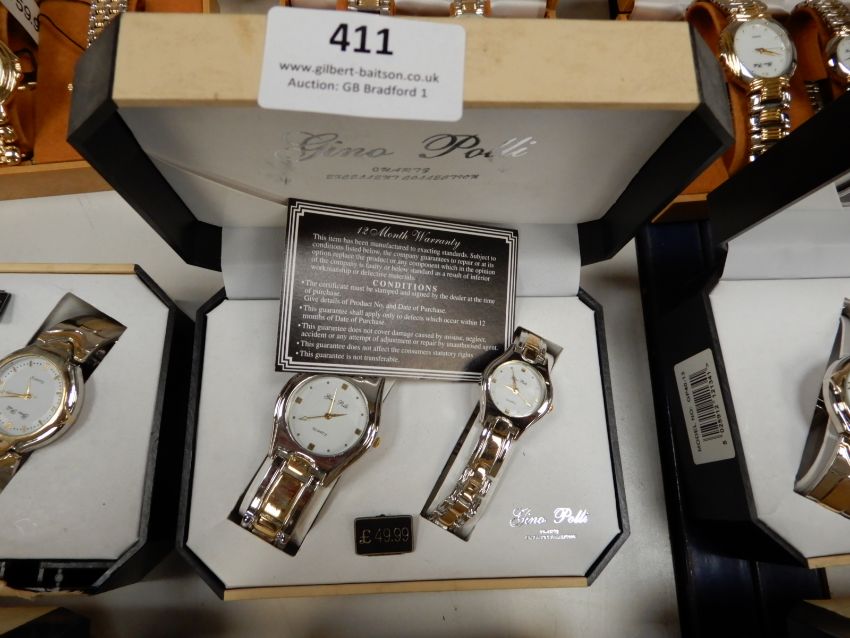 411
www.gilbert-baitson.co.uk
Auction: GB Bradford 1
Gino Polli
QUARTZ
EXCELLENT COLLECTION
12 Month Warranty
This item has been manufactured to exacting standards. Subject to
conditions listed below, the company guarantees to repair or at its
option replace the product or any component which in the opinion
of the company is faulty or below standard as a result of inferior
workmanship or defective materials.
CONDITIONS
• The certificate must be stamped and signed by the dealer at the time
of purchase.
Give details of Product No. and Date of Purchase.
• This guarantee shall apply only to defects which occur within 12
months of Date of Purchase.
• This guarantee does not cover damage caused by misuse, neglect,
accident or any attempt of adjustment or repair by unauthorised agent.
• This guarantee does not affect the consumers statutory rights
• This guarantee is not transferable.
£ 49.99
Gino Polli
QUARTZ
EXCELLENT COLLECTION